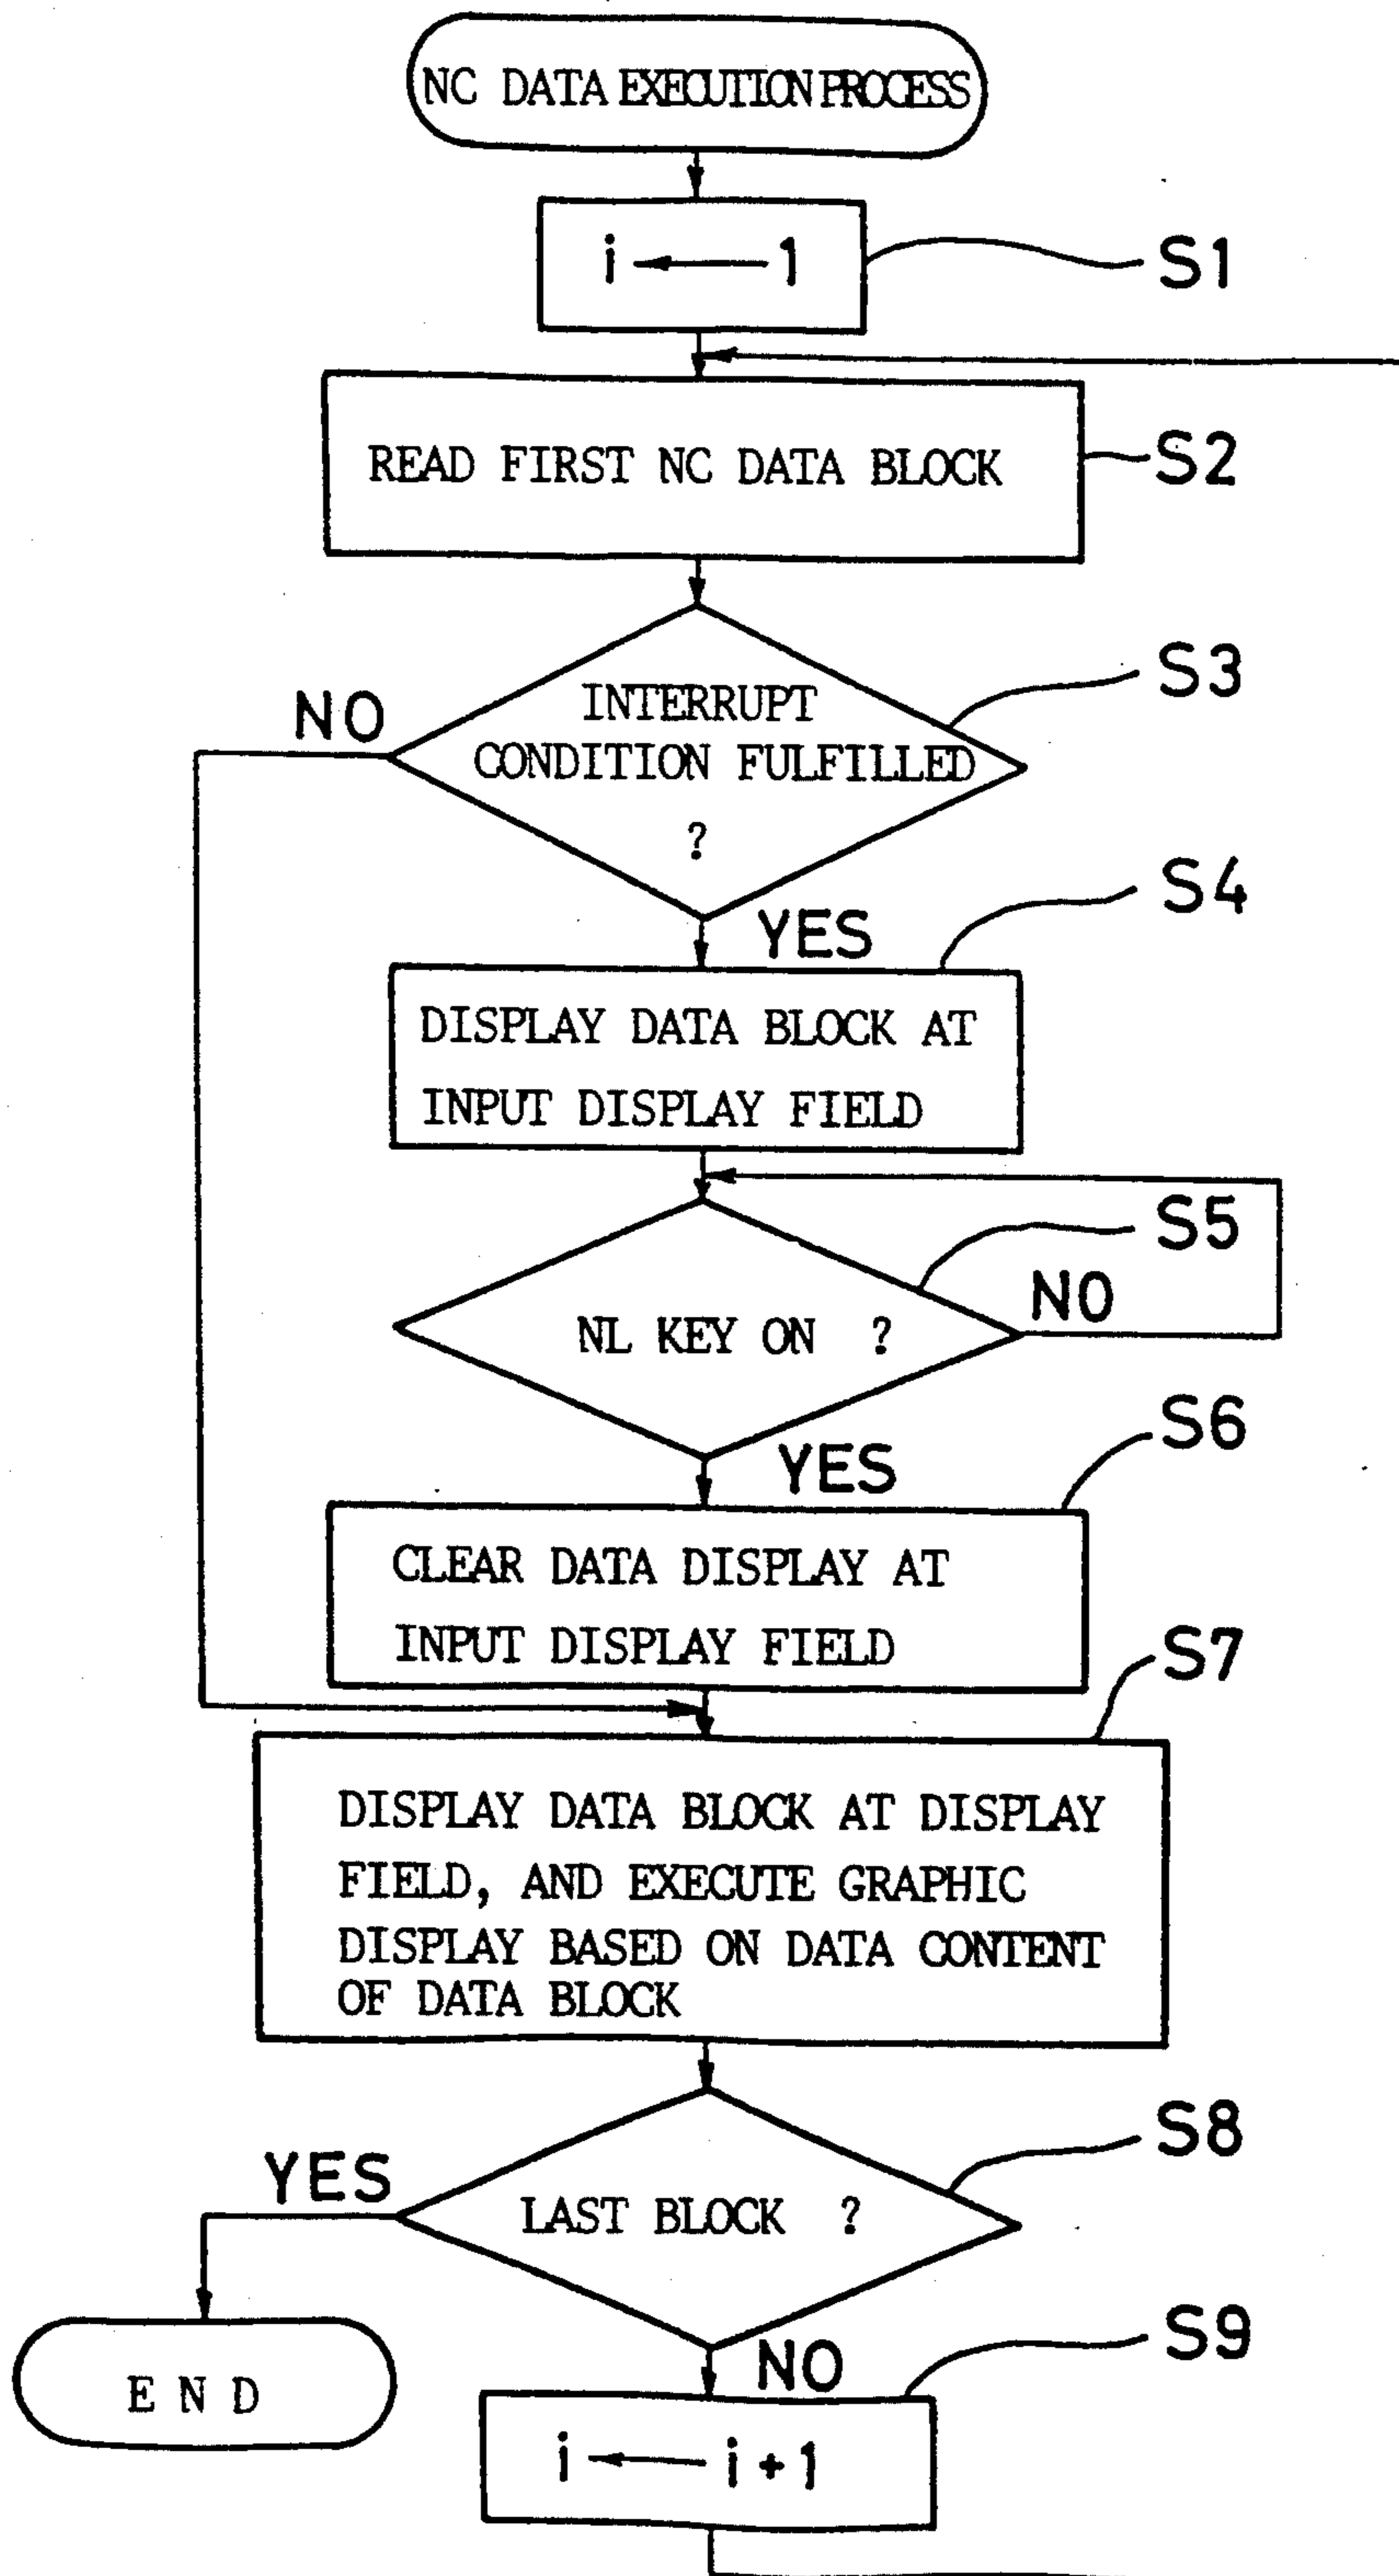 NC DATA EXECUTION PROCESS
i ← 1
S1
READ FIRST NC DATA BLOCK
S2
S3
NO
INTERRUPT
CONDITION FULFILLED
?
S4
YES
DISPLAY DATA BLOCK AT
INPUT DISPLAY FIELD
S5
NO
NL KEY ON ?
S6
YES
CLEAR DATA DISPLAY AT
INPUT DISPLAY FIELD
S7
DISPLAY DATA BLOCK AT DISPLAY
FIELD, AND EXECUTE GRAPHIC
DISPLAY BASED ON DATA CONTENT
OF DATA BLOCK
S8
YES
LAST BLOCK ?
S9
NO
END
i ← i + 1